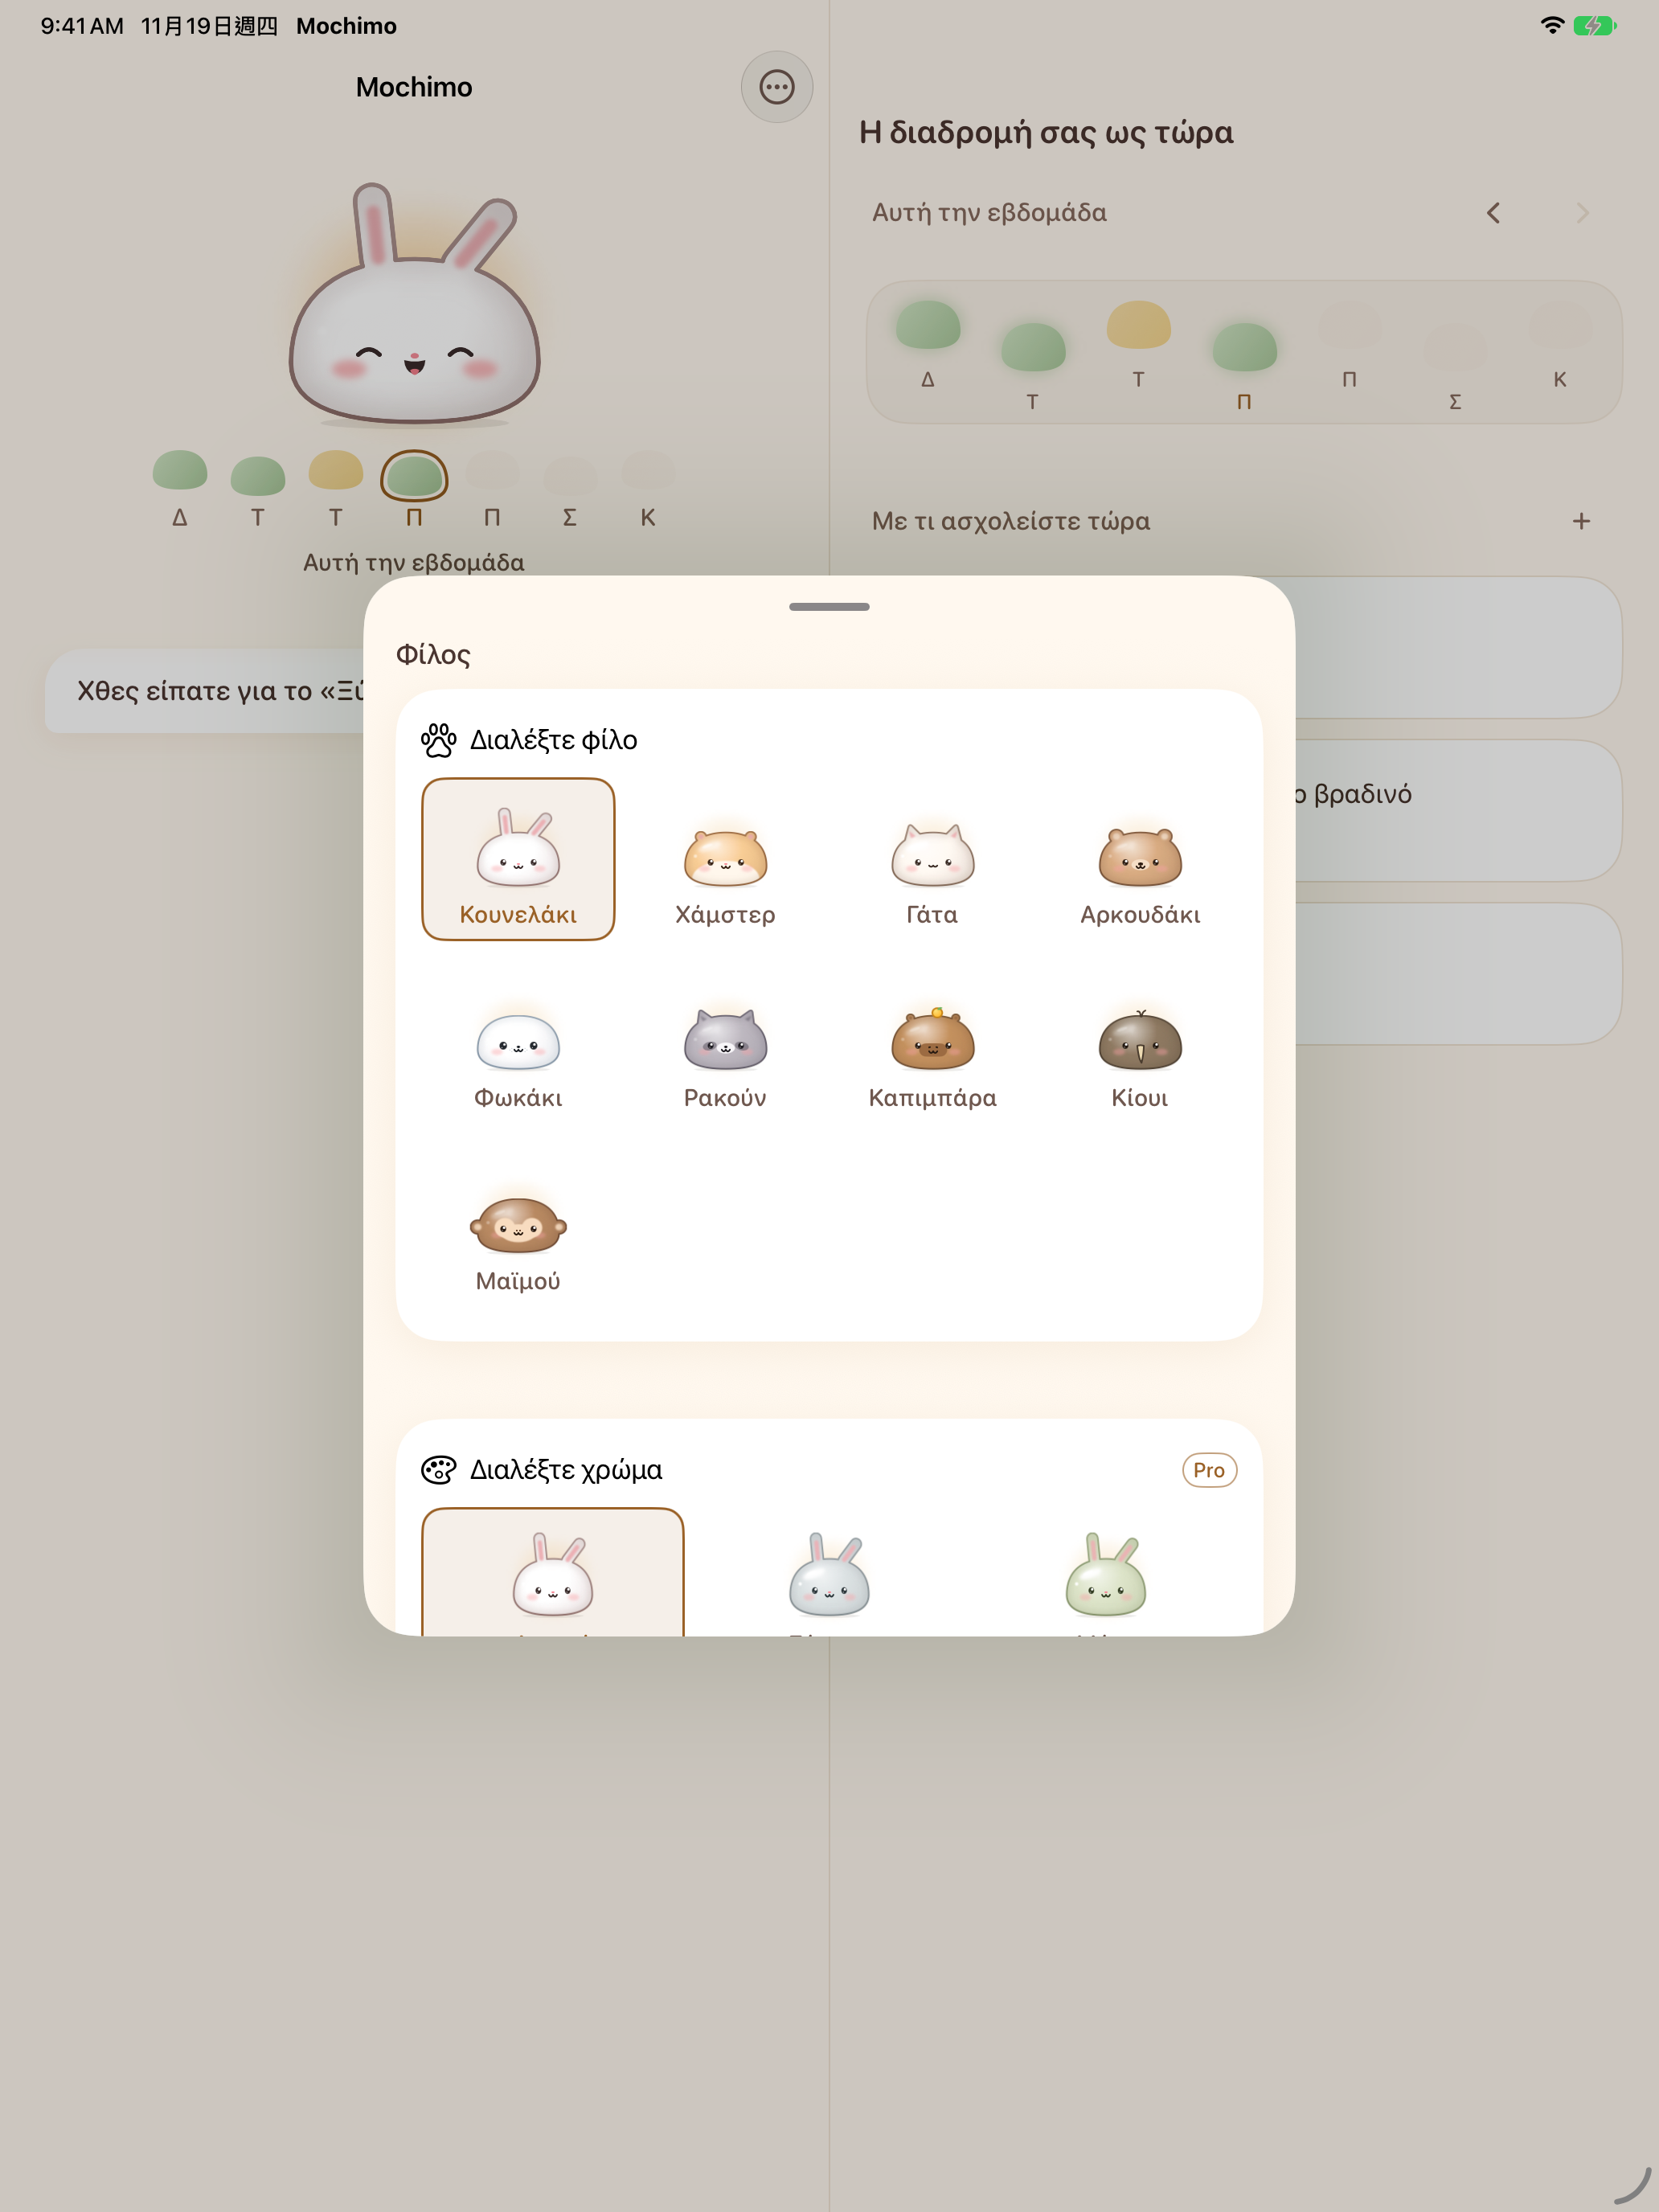 9:41 AM 11月19日週四 Mochimo
Mochimo
Δ Τ Τ Π Π Σ Κ
Αυτή την εβδομάδα
Χθες είπατε για το «Ξύ
Η διαδρομή σας ως τώρα
Αυτή την εβδομάδα
Δ Τ Τ Π Π Σ Κ
Με τι ασχολείστε τώρα
ο βραδινό
Φίλος
Διαλέξτε φίλο
Κουνελάκι Χάμστερ Γάτα Αρκουδάκι
Φωκάκι Ρακούν Καπιμπάρα Κίουι
Μαϊμού
Διαλέξτε χρώμα Pro